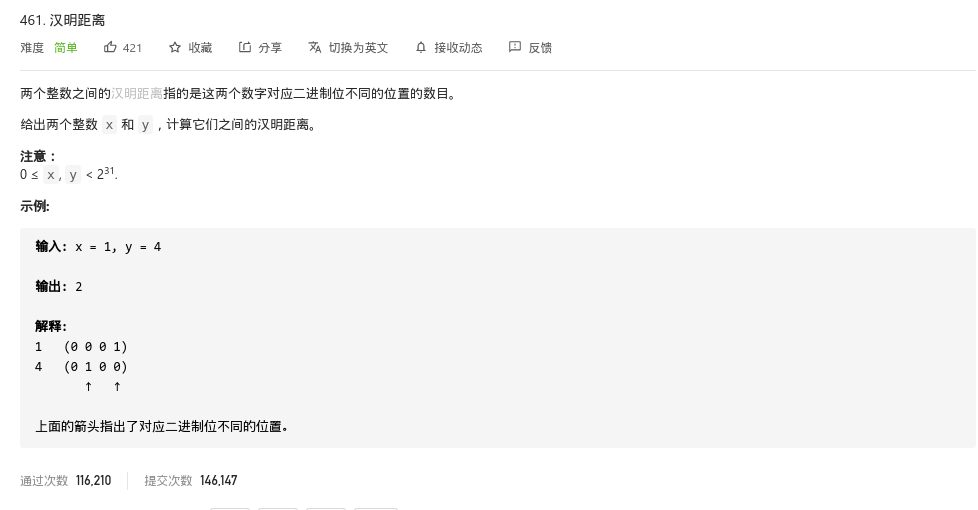 461. 汉明距离
难度 简单 421 收藏 分享 切换为英文 接收动态 反馈
两个整数之间的汉明距离指的是这两个数字对应二进制位不同的位置的数目。
给出两个整数 x 和 y，计算它们之间的汉明距离。
注意：
0 ≤ x, y < 2³¹.
示例:
输入: x = 1, y = 4
输出: 2
解释:
1 (0 0 0 1)
4 (0 1 0 0)
↑ ↑
上面的箭头指出了对应二进制位不同的位置。
通过次数 116,210 提交次数 146,147